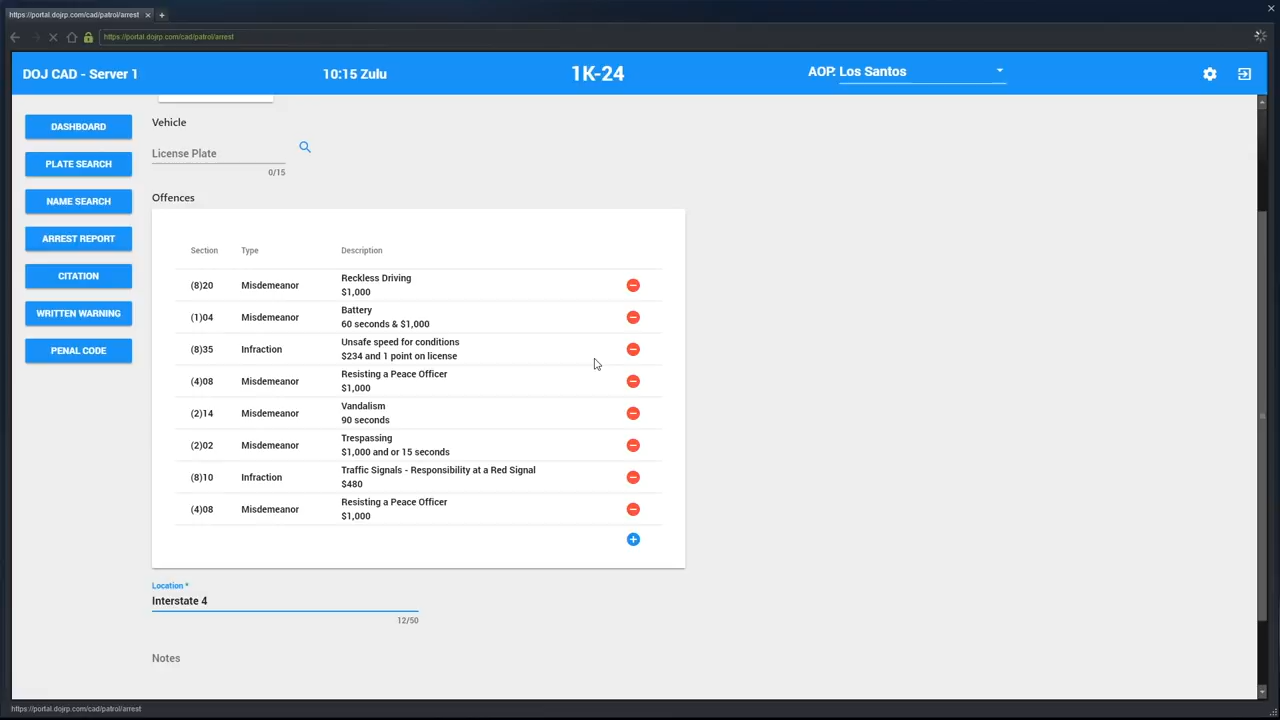 https://portal.dojrp.com/cad/patrol/arrest
https://portal.dojrp.com/cad/patrol/arrest
DOJ CAD - Server 1
10:15 Zulu
1K-24
AOP: Los Santos
DASHBOARD
PLATE SEARCH
NAME SEARCH
ARREST REPORT
CITATION
WRITTEN WARNING
PENAL CODE
Vehicle
License Plate
0/15
Offences
Section Type Description
(8)20 Misdemeanor Reckless Driving
$1,000
(1)04 Misdemeanor Battery
60 seconds & $1,000
(8)35 Infraction Unsafe speed for conditions
$234 and 1 point on license
(4)08 Misdemeanor Resisting a Peace Officer
$1,000
(2)14 Misdemeanor Vandalism
90 seconds
(2)02 Misdemeanor Trespassing
$1,000 and or 15 seconds
(8)10 Infraction Traffic Signals - Responsibility at a Red Signal
$480
(4)08 Misdemeanor Resisting a Peace Officer
$1,000
Location *
Interstate 4
12/50
Notes
https://portal.dojrp.com/cad/patrol/arrest